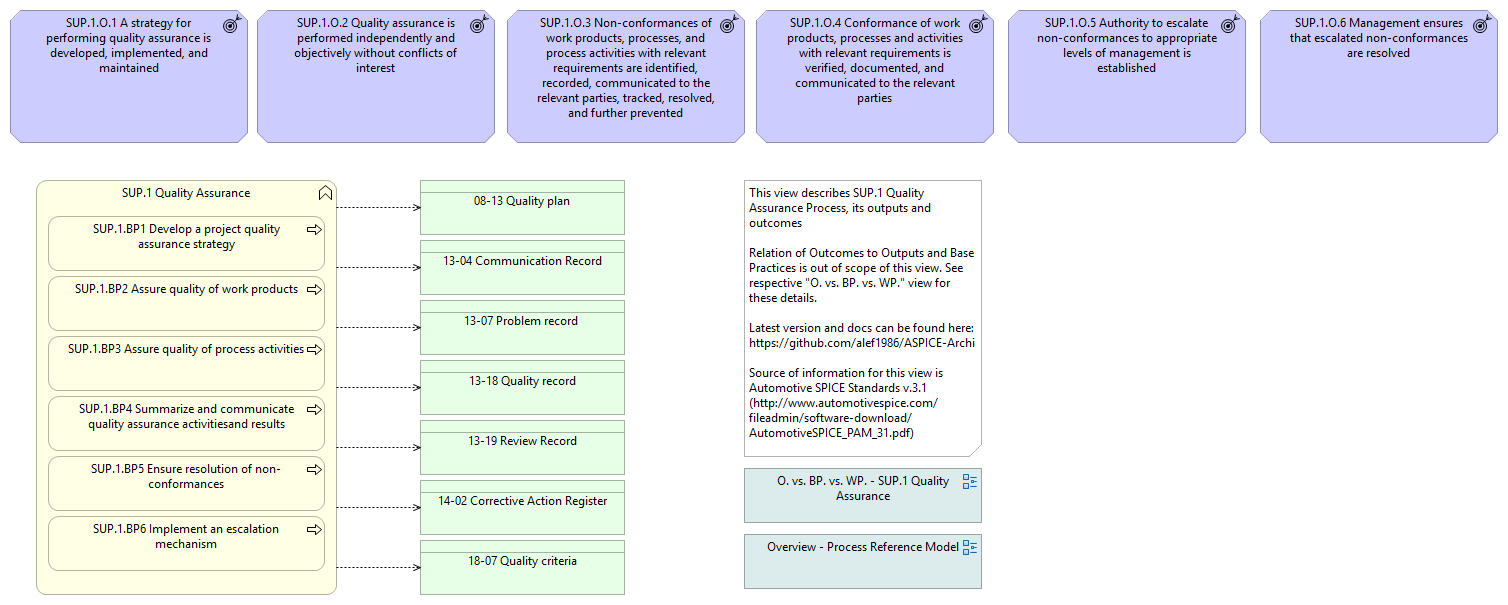 SUP.1.O.1 A strategy for
performing quality assurance is
developed, implemented, and
maintained
SUP.1.O.2 Quality assurance is
performed independently and
objectively without conflicts of
interest
SUP.1.O.3 Non-conformances of
work products, processes, and
process activities with relevant
requirements are identified,
recorded, communicated to the
relevant parties, tracked, resolved,
and further prevented
SUP.1.O.4 Conformance of work
products, processes and activities
with relevant requirements is
verified, documented, and
communicated to the relevant
parties
SUP.1.O.5 Authority to escalate
non-conformances to appropriate
levels of management is
established
SUP.1.O.6 Management ensures
that escalated non-conformances
are resolved
SUP.1 Quality Assurance
SUP.1.BP1 Develop a project quality
assurance strategy
SUP.1.BP2 Assure quality of work products
SUP.1.BP3 Assure quality of process activities
SUP.1.BP4 Summarize and communicate
quality assurance activitiesand results
SUP.1.BP5 Ensure resolution of non-
conformances
SUP.1.BP6 Implement an escalation
mechanism
08-13 Quality plan
13-04 Communication Record
13-07 Problem record
13-18 Quality record
13-19 Review Record
14-02 Corrective Action Register
18-07 Quality criteria
This view describes SUP.1 Quality
Assurance Process, its outputs and
outcomes
Relation of Outcomes to Outputs and Base
Practices is out of scope of this view. See
respective "O. vs. BP. vs. WP." view for
these details.
Latest version and docs can be found here:
https://github.com/alef1986/ASPICE-Archi
Source of information for this view is
Automotive SPICE Standards v.3.1
(http://www.automotivespice.com/
fileadmin/software-download/
AutomotiveSPICE_PAM_31.pdf)
O. vs. BP. vs. WP. - SUP.1 Quality
Assurance
Overview - Process Reference Model